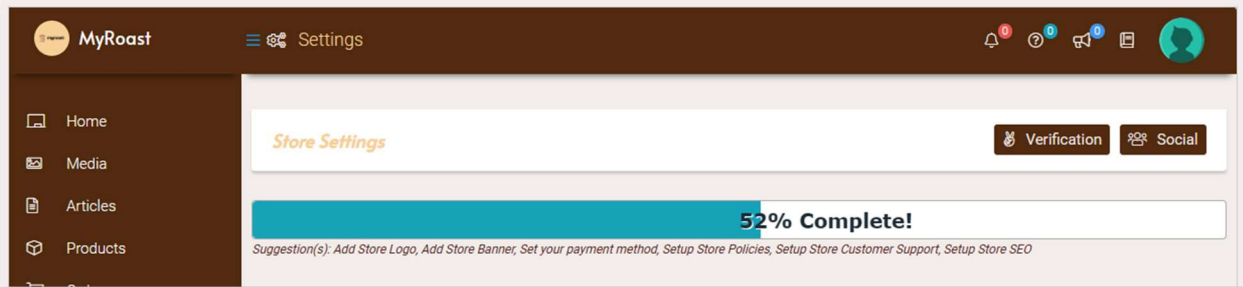 MyRoast
Settings
0
0
0
Home
Media
Articles
Products
Store Settings
Verification
Social
52% Complete!
Suggestion(s): Add Store Logo, Add Store Banner, Set your payment method, Setup Store Policies, Setup Store Customer Support, Setup Store SEO